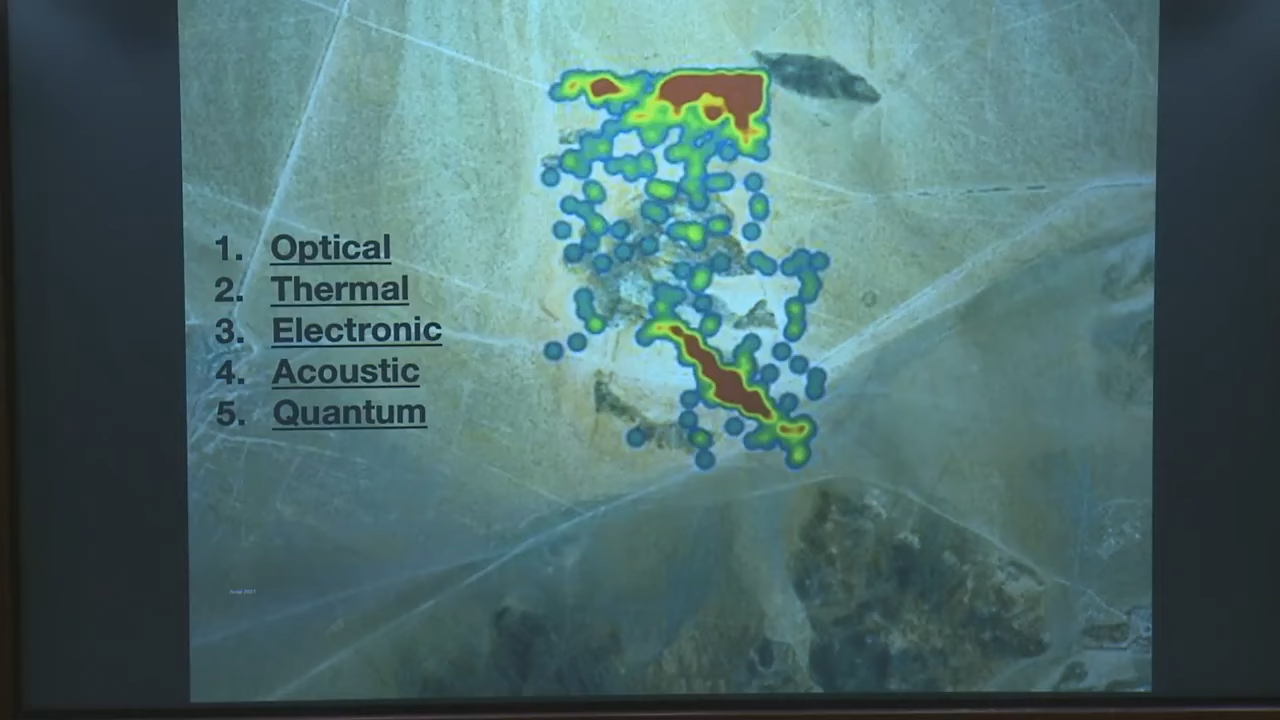 1. Optical
2. Thermal
3. Electronic
4. Acoustic
5. Quantum